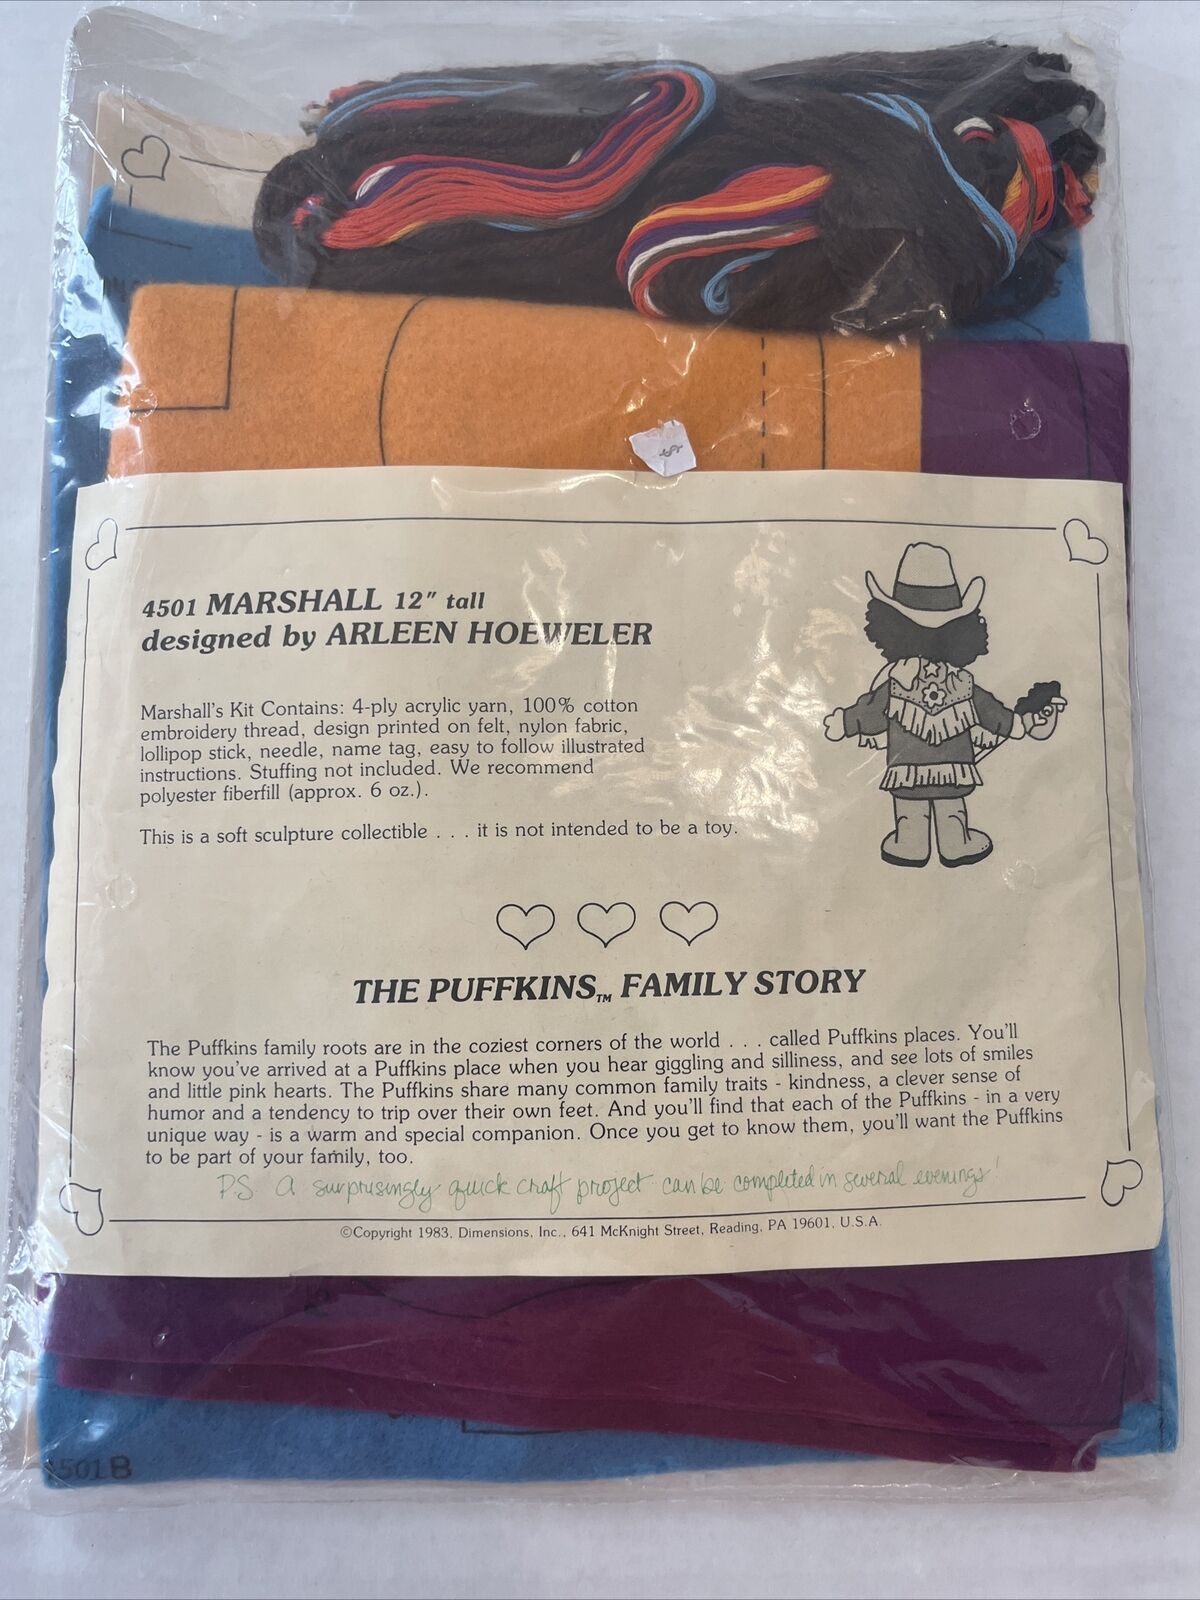 $
4501 MARSHALL 12" tall
designed by ARLEEN HOEWELER
Marshall's Kit Contains: 4-ply acrylic yarn, 100% cotton
embroidery thread, design printed on felt, nylon fabric,
lollipop stick, needle, name tag, easy to follow illustrated
instructions. Stuffing not included. We recommend
polyester fiberfill (approx. 6 oz.).
This is a soft sculpture collectible . . . it is not intended to be a toy.
THE PUFFKINS™ FAMILY STORY
The Puffkins family roots are in the coziest corners of the world . . . called Puffkins places. You'll
know you've arrived at a Puffkins place when you hear giggling and silliness, and see lots of smiles
and little pink hearts. The Puffkins share many common family traits - kindness, a clever sense of
humor and a tendency to trip over their own feet. And you'll find that each of the Puffkins - in a very
unique way - is a warm and special companion. Once you get to know them, you'll want the Puffkins
to be part of your family, too.
P.S. A surprisingly quick craft project can be completed in several evenings!
©Copyright 1983, Dimensions, Inc., 641 McKnight Street, Reading, PA 19601, U.S.A.
4501B